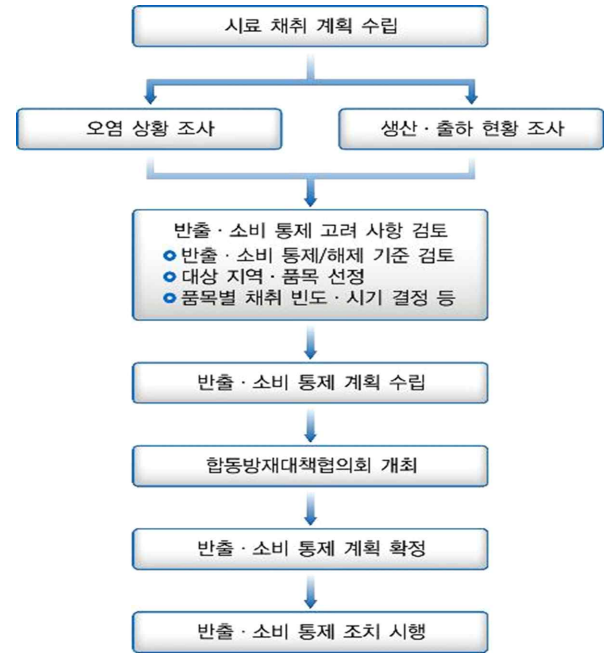 시료 채취 계획 수립
오염 상황 조사
생산 · 출하 현황 조사
반출 · 소비 통제 고려 사항 검토
반출 · 소비 통제/해제 기준 검토
대상 지역 · 품목 선정
품목별 채취 빈도 · 시기 결정 등
반출 · 소비 통제 계획 수립
합동방재대책협의회 개최
반출 · 소비 통제 계획 확정
반출 · 소비 통제 조치 시행